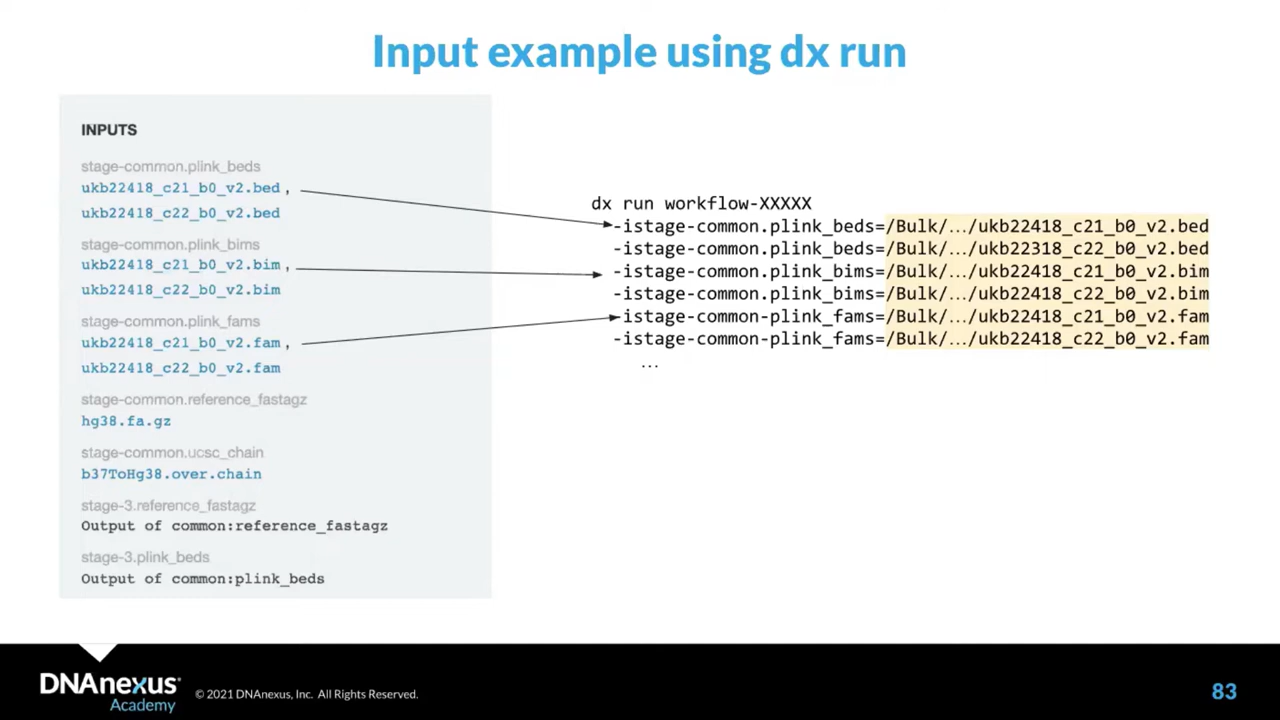 Input example using dx run
INPUTS
stage-common.plink_beds
ukb22418_c21_b0_v2.bed ,
ukb22418_c22_b0_v2.bed
stage-common.plink_bims
ukb22418_c21_b0_v2.bim ,
ukb22418_c22_b0_v2.bim
stage-common.plink_fams
ukb22418_c21_b0_v2.fam ,
ukb22418_c22_b0_v2.fam
stage-common.reference_fastagz
hg38.fa.gz
stage-common.ucsc_chain
b37ToHg38.over.chain
stage-3.reference_fastagz
Output of common:reference_fastagz
stage-3.plink_beds
Output of common:plink_beds
dx run workflow-XXXXX
-istage-common.plink_beds=/Bulk/…/ukb22418_c21_b0_v2.bed
-istage-common.plink_beds=/Bulk/…/ukb22318_c22_b0_v2.bed
-istage-common.plink_bims=/Bulk/…/ukb22418_c21_b0_v2.bim
-istage-common.plink_bims=/Bulk/…/ukb22418_c22_b0_v2.bim
-istage-common-plink_fams=/Bulk/…/ukb22418_c21_b0_v2.fam
-istage-common-plink_fams=/Bulk/…/ukb22418_c22_b0_v2.fam
…
DNAnexus
Academy
© 2021 DNAnexus, Inc. All Rights Reserved.
83